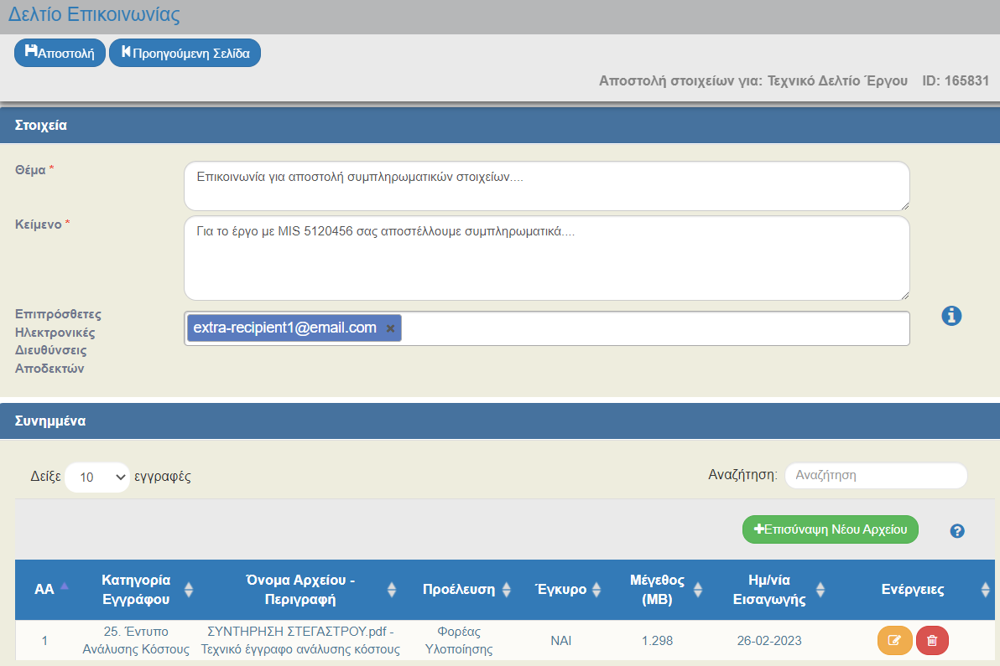 Δελτίο Επικοινωνίας
Αποστολή Προηγούμενη Σελίδα
Αποστολή στοιχείων για: Τεχνικό Δελτίο Έργου ID: 165831
Στοιχεία
Θέμα *
Επικοινωνία για αποστολή συμπληρωματικών στοιχείων....
Κείμενο *
Για το έργο με MIS 5120456 σας αποστέλλουμε συμπληρωματικά....
Επιπρόσθετες
Ηλεκτρονικές
Διευθύνσεις
Αποδεκτών
extra-recipient1@email.com ×
Συνημμένα
Δείξε 10 εγγραφές
Αναζήτηση: Αναζήτηση
Επισύναψη Νέου Αρχείου
ΑΑ
Κατηγορία
Εγγράφου
Όνομα Αρχείου -
Περιγραφή
Προέλευση
Έγκυρο
Μέγεθος
(MB)
Ημ/νία
Εισαγωγής
Ενέργειες
1
25. Έντυπο
Ανάλυσης Κόστους
ΣΥΝΤΗΡΗΣΗ ΣΤΕΓΑΣΤΡΟΥ.pdf -
Τεχνικό έγγραφο ανάλυσης κόστους
Φορέας
Υλοποίησης
ΝΑΙ
1.298
26-02-2023